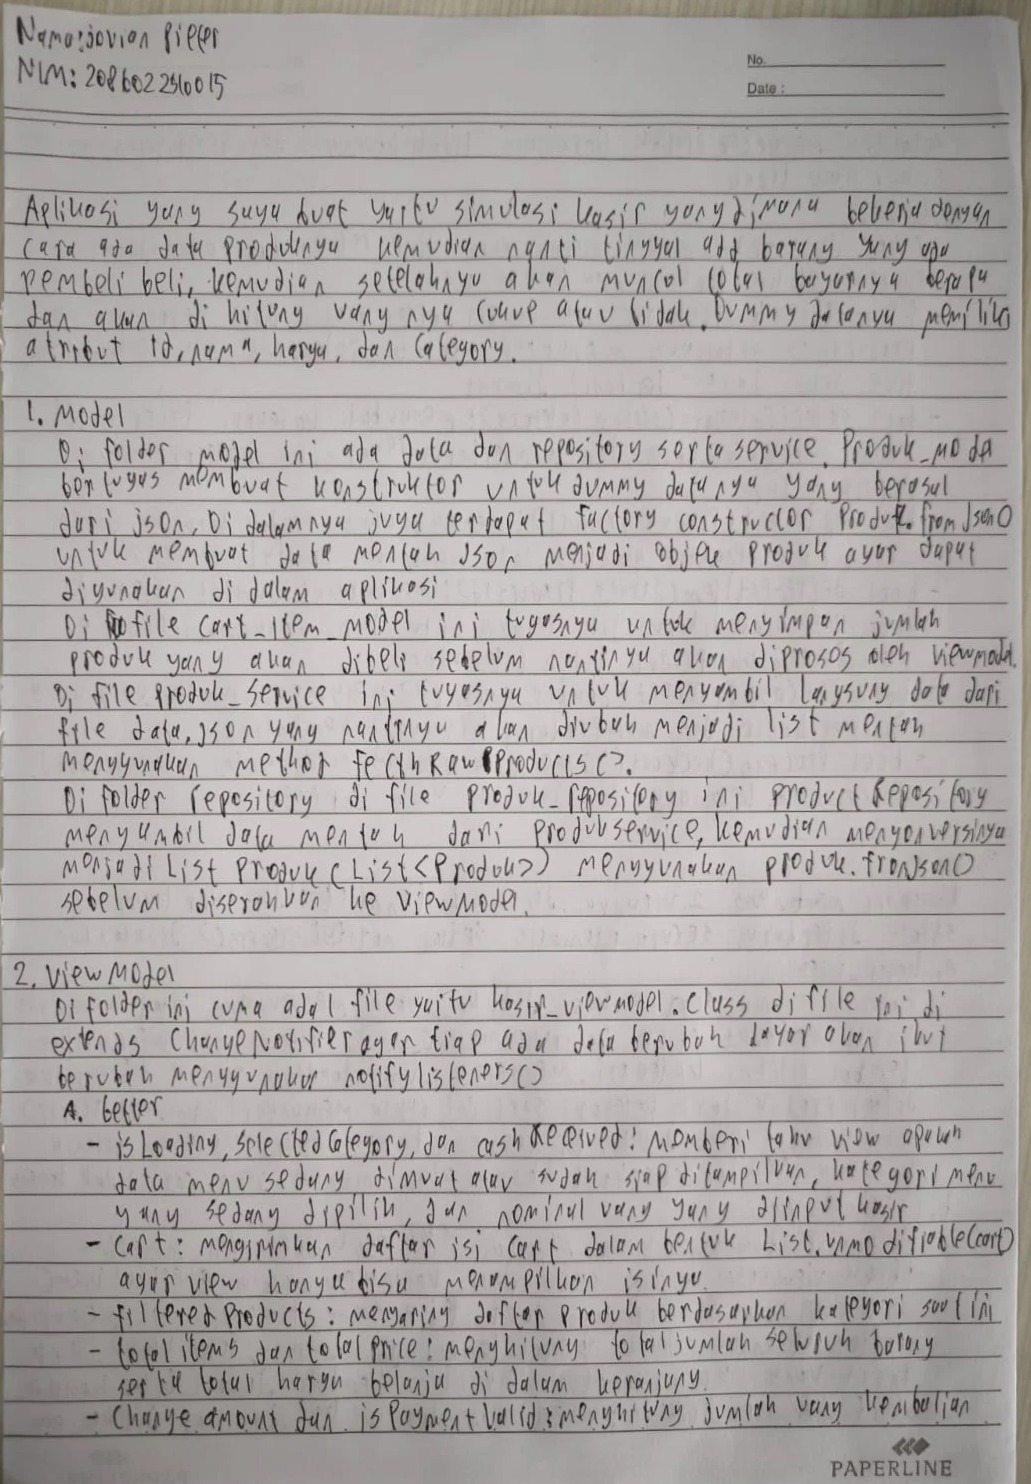 Nama: Jovian Pieter
NIM: 20860225 0015
No.
Date :
Aplikasi yang saya buat yaitu simulasi kasir yang dimana bekerja dengan
cara ada data produknya kemudian nanti tinggal add barang yang ada
pembeli beli, kemudian setelahnya akan muncul total bayarnya berapa
dan akan di hitung uang nya cukup atau tidak. Dummy datanya memiliki
atribut id, nama, harga, dan category.
1. Model
Di folder model ini ada data dan repository serta service. Produk_model
bertugas membuat konstruktor untuk dummy datanya yang berasal
dari json. Di dalamnya juga terdapat factory constructor Produk.fromJson()
untuk membuat data mentah Json menjadi objek produk agar dapat
digunakan di dalam aplikasi
Di file cart_item_model ini tugasnya untuk menyimpan jumlah
produk yang akan dibeli sebelum nantinya akan diproses oleh viewmodel.
Di file produk_service ini tugasnya untuk mengambil langsung data dari
file data.json yang nantinya akan diubah menjadi list mentah
menggunakan method fecthRawProducts().
Di folder repository di file produk_repository ini Product Repository
mengambil data mentah dari produkservice, kemudian mengonversinya
menjadi List Produk (List<Produk>) menggunakan produk.fromJson()
sebelum diserahkan ke ViewModel.
2. ViewModel
Di folder ini cuma ada 1 file yaitu kasir_viewmodel. Class di file ini di
extends ChangeNotifier agar tiap ada data berubah layar akan ikut
berubah menggunakan notifylisteners()
A. Getter
- isLoading, selectedCategory, dan cashReceived: memberi tahu view apakah
data menu sedang dimuat atau sudah siap ditampilkan, kategori menu
yang sedang dipilih, dan nominal uang yang diinput kasir
- Cart: mengirimkan daftar isi cart dalam bentuk List.unmodifiable(cart)
agar view hanya bisa menampilkan isinya.
- filteredProducts: menyaring daftar produk berdasarkan kategori saat ini
- total items dan total price: menghitung total jumlah seluruh barang
serta total harga belanja di dalam keranjang.
- Change amount dan isPaymentValid: menghitung jumlah uang kembalian
PAPERLINE